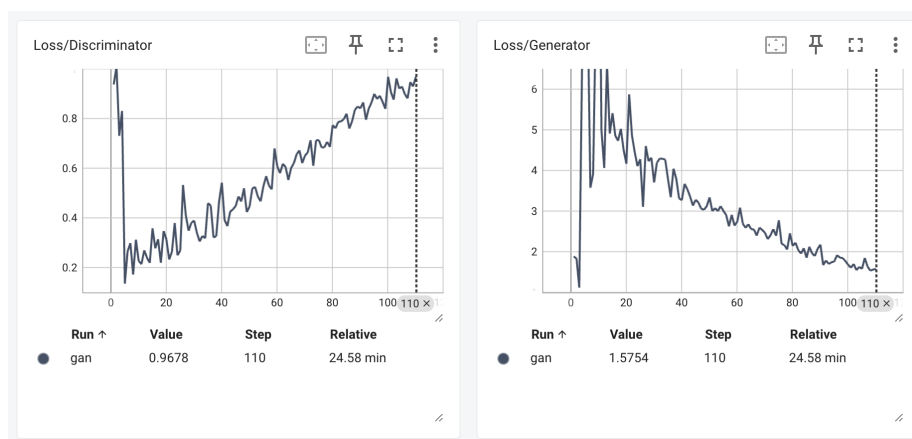 Loss/Discriminator
0.8
0.6
0.4
0.2
0 20 40 60 80 100 110 ×
Run ↑ Value Step Relative
gan 0.9678 110 24.58 min
Loss/Generator
6
5
4
3
2
0 20 40 60 80 100 110 ×
Run ↑ Value Step Relative
gan 1.5754 110 24.58 min